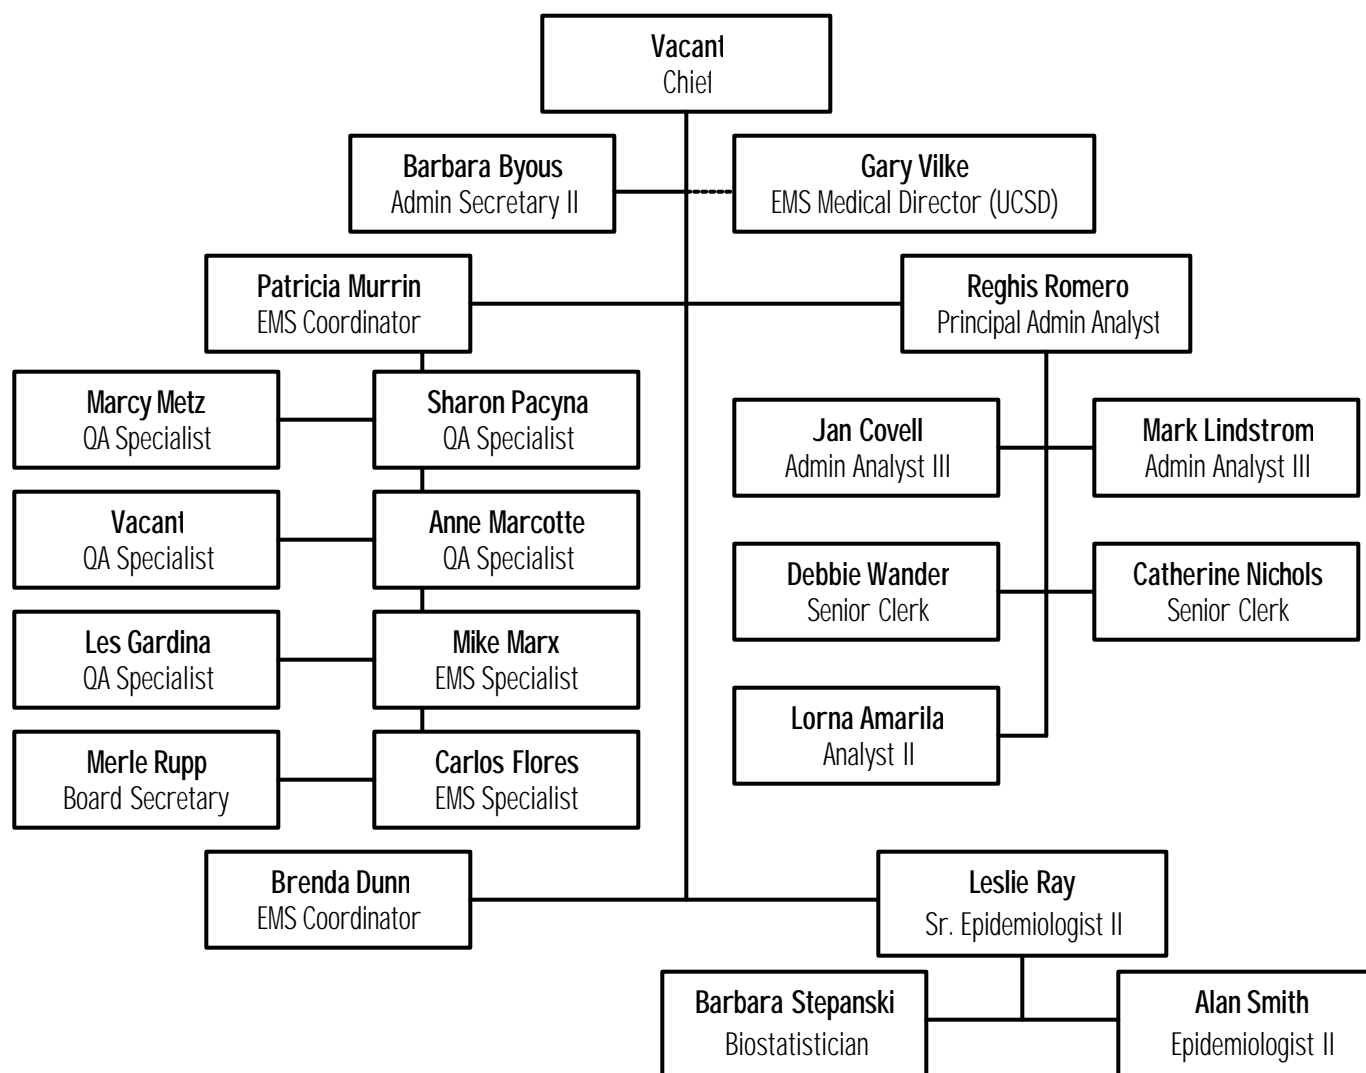 Vacant
Chief
Barbara Byous
Admin Secretary II
Gary Vilke
EMS Medical Director (UCSD)
Patricia Murrin
EMS Coordinator
Reghis Romero
Principal Admin Analyst
Marcy Metz
QA Specialist
Sharon Pacyna
QA Specialist
Jan Covell
Admin Analyst III
Mark Lindstrom
Admin Analyst III
Vacant
QA Specialist
Anne Marcotte
QA Specialist
Debbie Wander
Senior Clerk
Catherine Nichols
Senior Clerk
Les Gardina
QA Specialist
Mike Marx
EMS Specialist
Lorna Amarila
Analyst II
Merle Rupp
Board Secretary
Carlos Flores
EMS Specialist
Brenda Dunn
EMS Coordinator
Leslie Ray
Sr. Epidemiologist II
Barbara Stepanski
Biostatistician
Alan Smith
Epidemiologist II